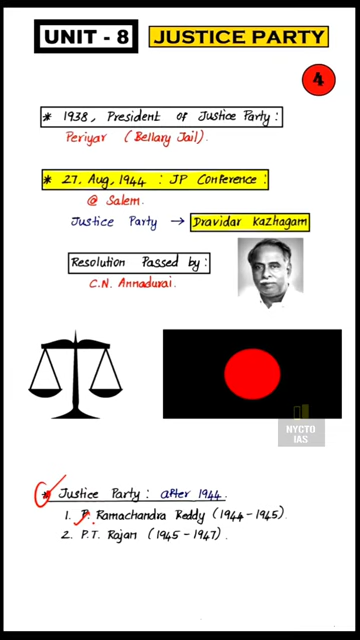 UNIT - 8 JUSTICE PARTY
4
* 1938, President of Justice Party:
Periyar (Bellary Jail).
* 27. Aug, 1944 : JP Conference:
@ Salem.
Justice Party → Dravidar Kazhagam
Resolution Passed by:
C.N. Annadurai.
NYCTO
IAS
* Justice Party: after 1944.
1. P. Ramachandra Reddy (1944 - 1945).
2. P.T. Rajan (1945 - 1947).